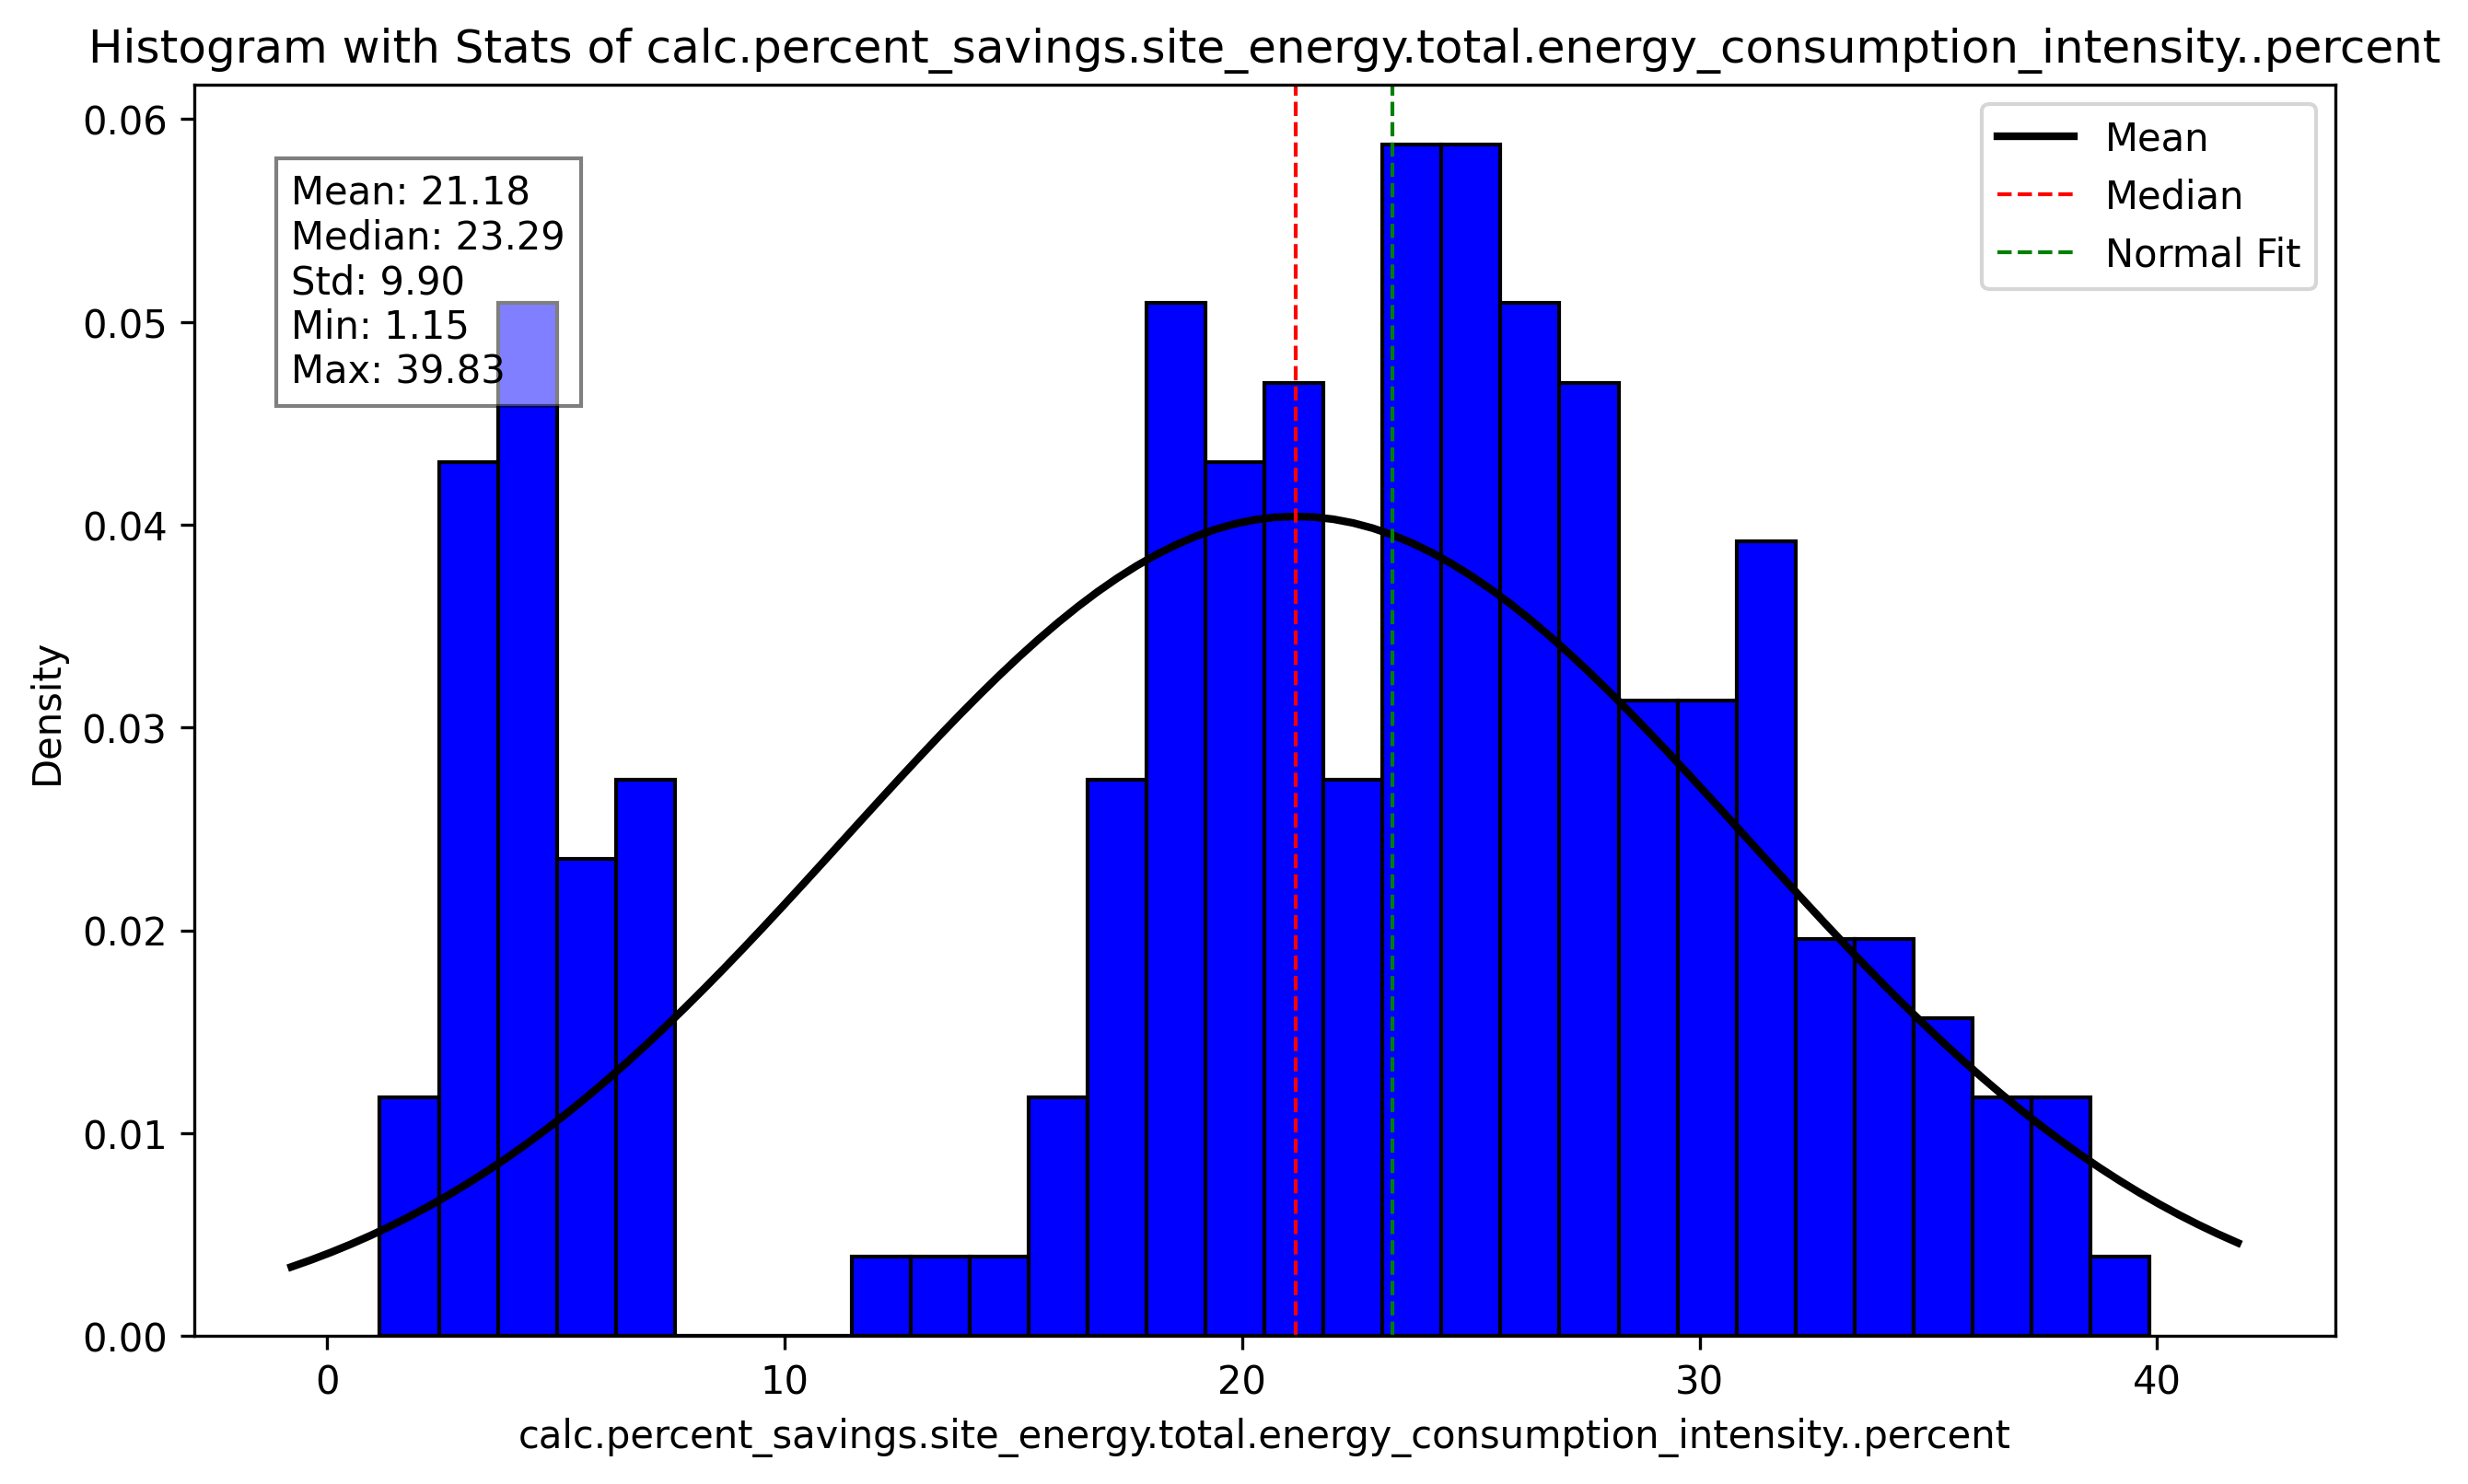 Histogram with Stats of calc.percent_savings.site_energy.total.energy_consumption_intensity..percent
Mean: 21.18
Median: 23.29
Std: 9.90
Min: 1.15
Max: 39.83
Mean
Median
Normal Fit
0.06
0.05
0.04
0.03
0.02
0.01
0.00
Density
0 10 20 30 40
calc.percent_savings.site_energy.total.energy_consumption_intensity..percent